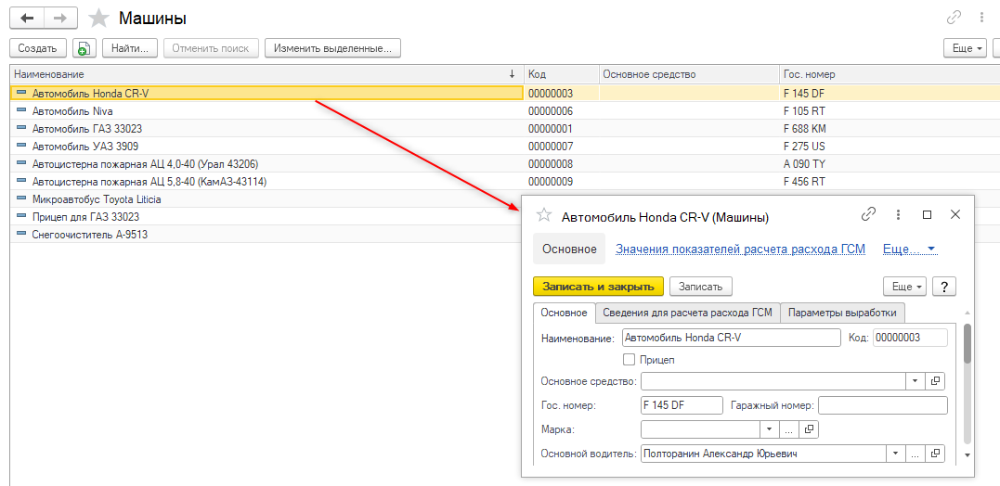 Машины
Создать Найти... Отменить поиск Изменить выделенные... Еще
Наименование Код Основное средство Гос. номер
Автомобиль Honda CR-V 00000003 F 145 DF
Автомобиль Niva 00000006 F 105 RT
Автомобиль ГАЗ 33023 00000001 F 688 KM
Автомобиль УАЗ 3909 00000007 F 275 US
Автоцистерна пожарная АЦ 4,0-40 (Урал 43206) 00000008 A 090 TY
Автоцистерна пожарная АЦ 5,8-40 (КамАЗ-43114) 00000009 F 456 RT
Микроавтобус Toyota Liticia
Прицеп для ГАЗ 33023
Снегоочиститель А-9513
Автомобиль Honda CR-V (Машины)
Основное Значения показателей расчета расхода ГСМ Еще...
Записать и закрыть Записать Еще ?
Основное Сведения для расчета расхода ГСМ Параметры выработки
Наименование: Автомобиль Honda CR-V Код: 00000003
Прицеп
Основное средство:
Гос. номер: F 145 DF Гаражный номер:
Марка: ...
Основной водитель: Полторанин Александр Юрьевич ...